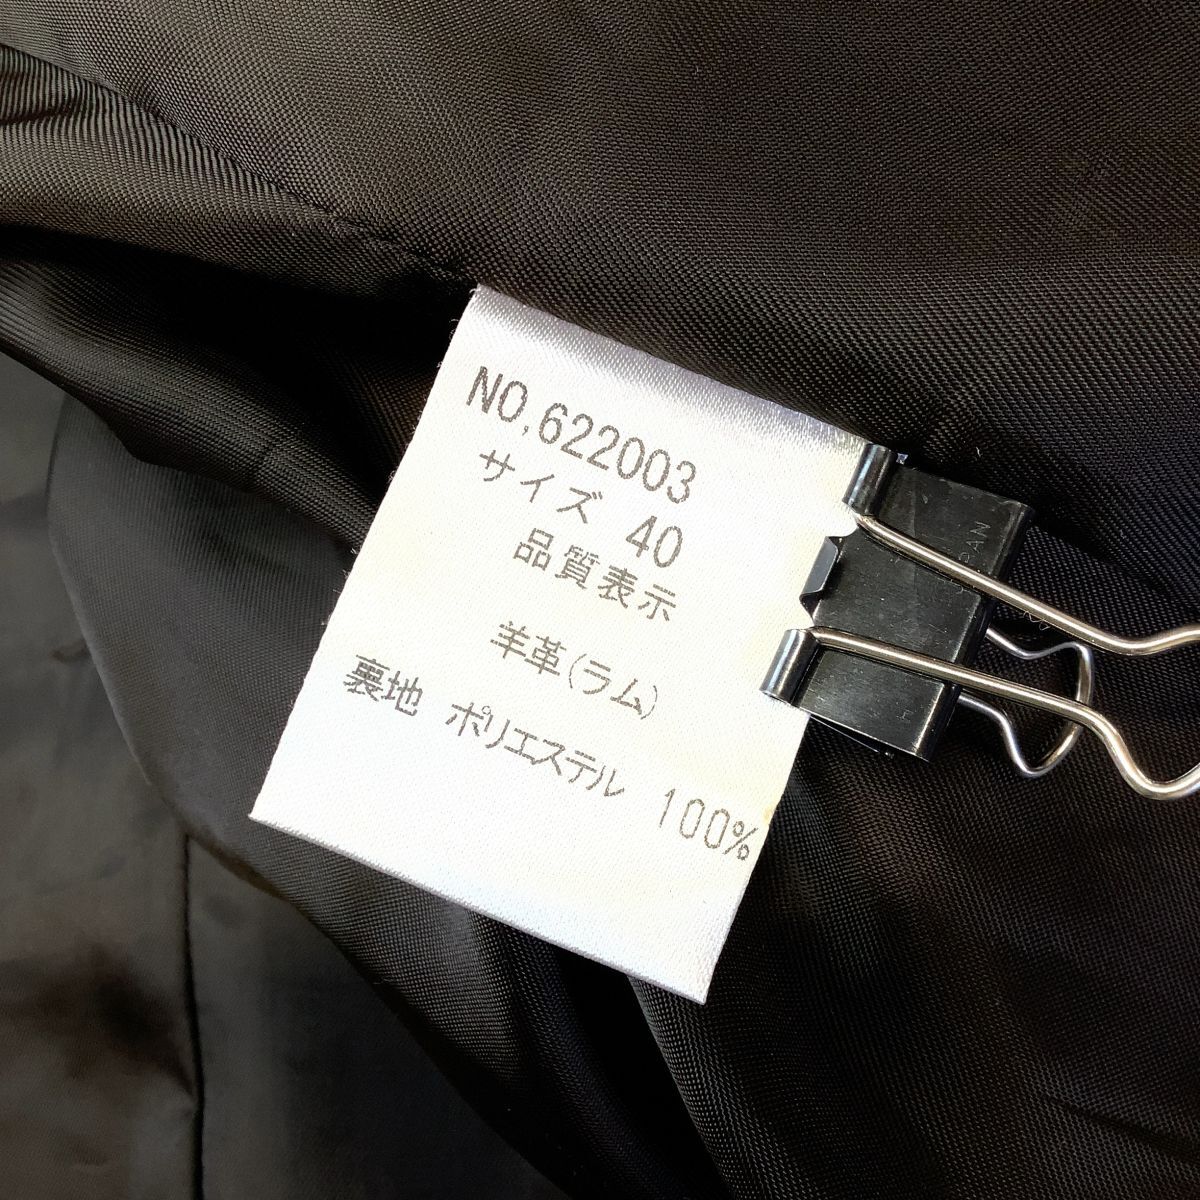 NO,622003
サイズ 40
品質表示
羊革(ラム)
裏地 ポリエステル 100%